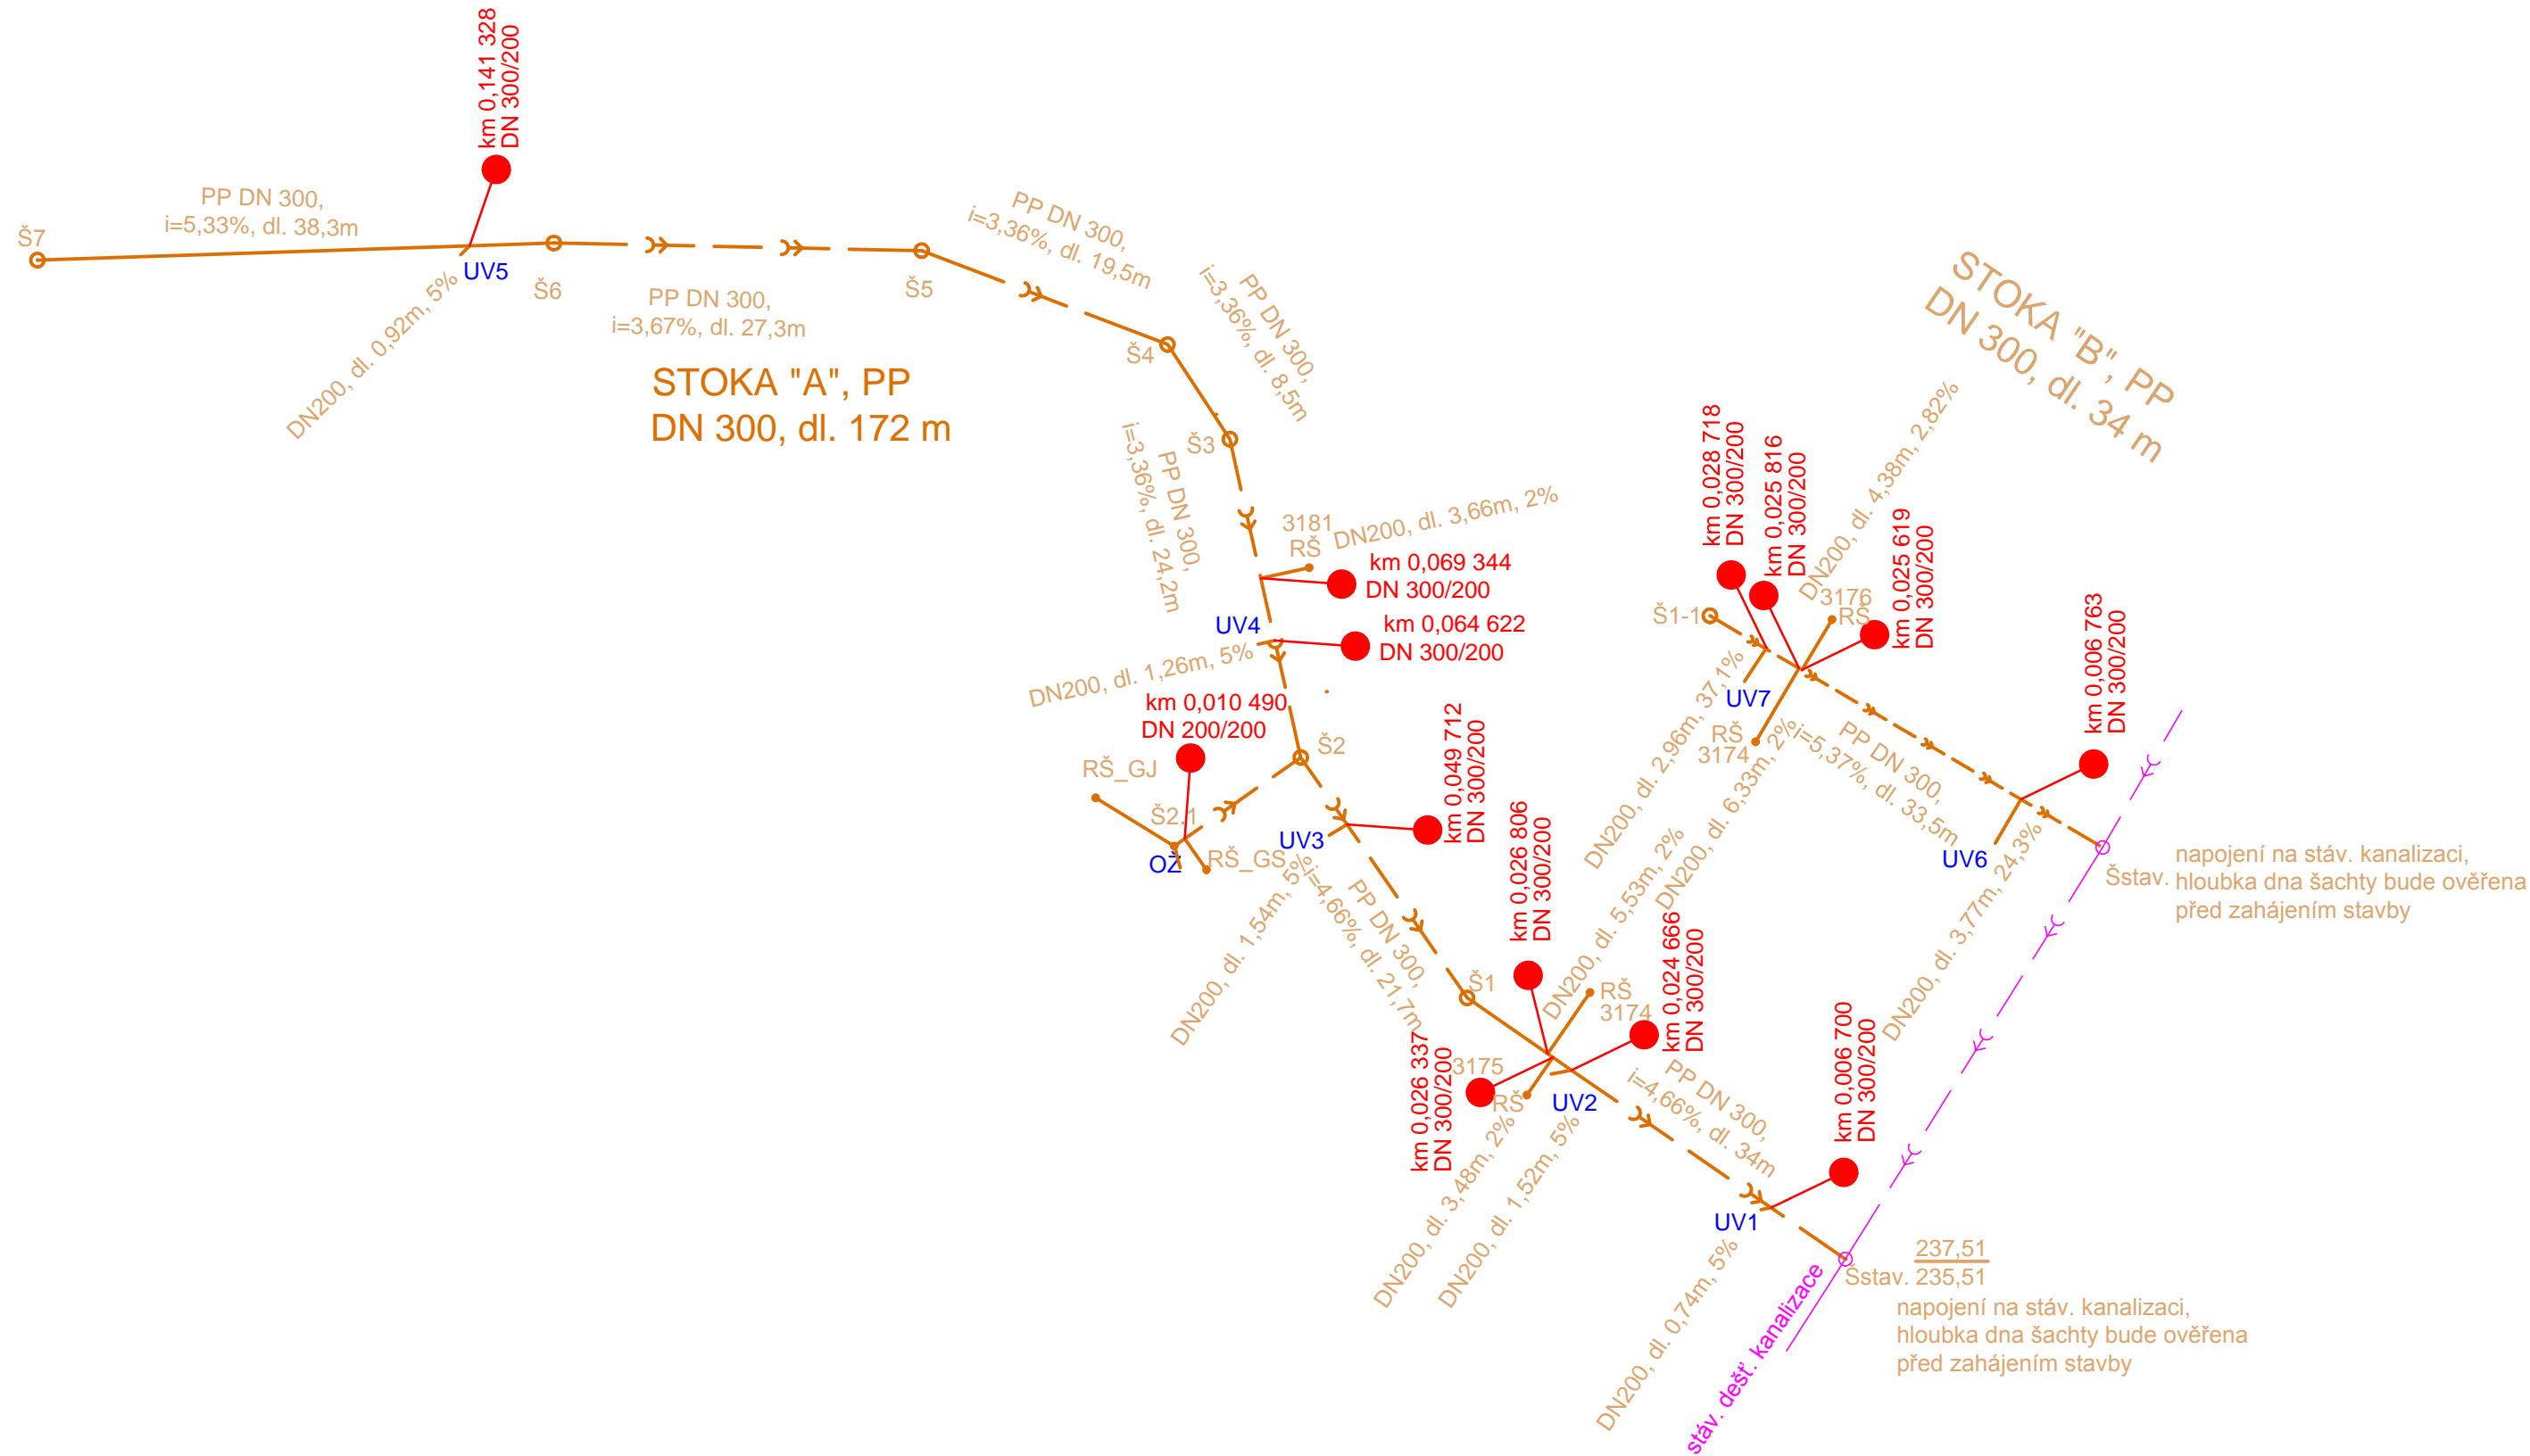 km 0,141 328
DN 300/200
PP DN 300,
i=5,33%, dl. 38,3m
Š7
UV5
DN200, dl. 0,92m, 5%
Š6
PP DN 300,
i=3,67%, dl. 27,3m
Š5
PP DN 300,
i=3,36%, dl. 19,5m
STOKA "A", PP
DN 300, dl. 172 m
Š4
PP DN 300,
i=3,36%, dl. 8,5m
Š3
PP DN 300,
i=3,36%, dl. 24,2m
3181
RŠ
DN200, dl. 3,66m, 2%
km 0,069 344
DN 300/200
UV4
km 0,064 622
DN 300/200
DN200, dl. 1,26m, 5%
km 0,010 490
DN 200/200
Š2
RŠ_GJ
Š2.1
OŽ
RŠ_GS
UV3
km 0,049 712
DN 300/200
DN200, dl. 1,54m, 5%
PP DN 300,
i=4,66%, dl. 21,7m
Š1
km 0,026 806
DN 300/200
DN200, dl. 5,53m, 2%
RŠ
3174
km 0,024 666
DN 300/200
km 0,026 337
DN 300/200
3175
RŠ
UV2
DN200, dl. 3,48m, 2%
DN200, dl. 1,52m, 5%
PP DN 300,
i=4,66%, dl. 34m
km 0,006 700
DN 300/200
UV1
DN200, dl. 0,74m, 5%
stáv. dešť. kanalizace
237,51
Šstav. 235,51
napojení na stáv. kanalizaci,
hloubka dna šachty bude ověřena
před zahájením stavby
STOKA "B", PP
DN 300, dl. 34 m
km 0,028 718
DN 300/200
km 0,025 816
DN 300/200
DN200, dl. 4,38m, 2,82%
km 0,025 619
DN 300/200
Š1-1
3176
RŠ
UV7
RŠ
3174
DN200, dl. 2,96m, 37,1%
DN200, dl. 6,33m, 2%
PP DN 300,
i=5,37%, dl. 33,5m
km 0,006 763
DN 300/200
UV6
DN200, dl. 3,77m, 24,3%
Šstav.
napojení na stáv. kanalizaci,
hloubka dna šachty bude ověřena
před zahájením stavby